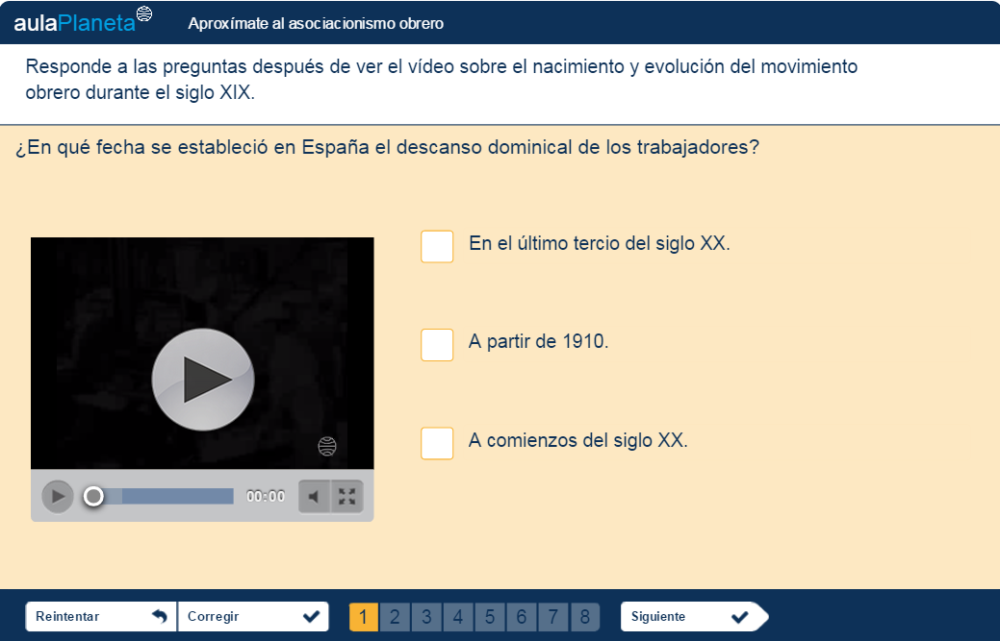 aulaPlaneta
Aproxímate al asociacionismo obrero
Responde a las preguntas después de ver el vídeo sobre el nacimiento y evolución del movimiento
obrero durante el siglo XIX.
¿En qué fecha se estableció en España el descanso dominical de los trabajadores?
En el último tercio del siglo XX.
A partir de 1910.
A comienzos del siglo XX.
00:00
Reintentar
Corregir
1 2 3 4 5 6 7 8
Siguiente